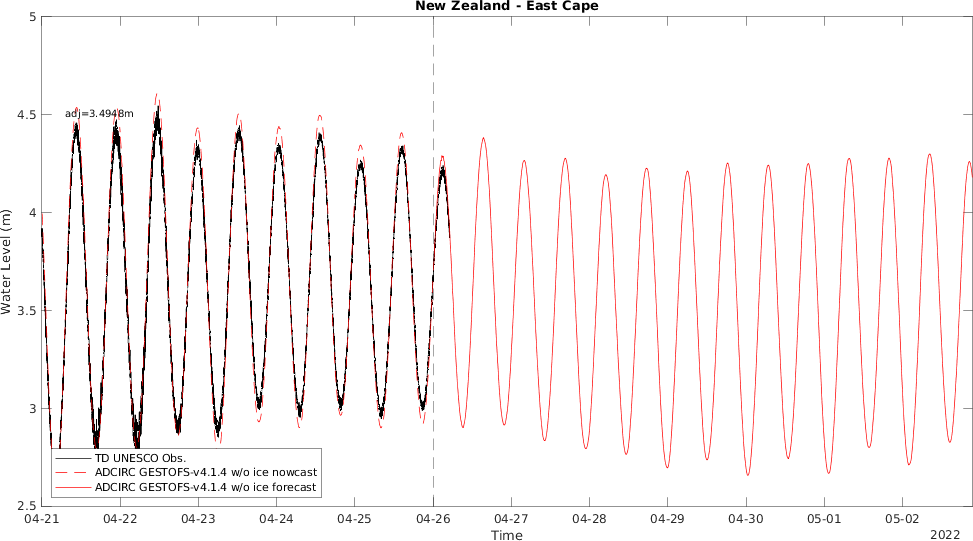 New Zealand - East Cape
Water Level (m)
5
4.5
4
3.5
3
2.5
adj=3.4948m
TD UNESCO Obs.
ADCIRC GESTOFS-v4.1.4 w/o ice nowcast
ADCIRC GESTOFS-v4.1.4 w/o ice forecast
04-21 04-22 04-23 04-24 04-25 04-26 04-27 04-28 04-29 04-30 05-01 05-02
Time
2022